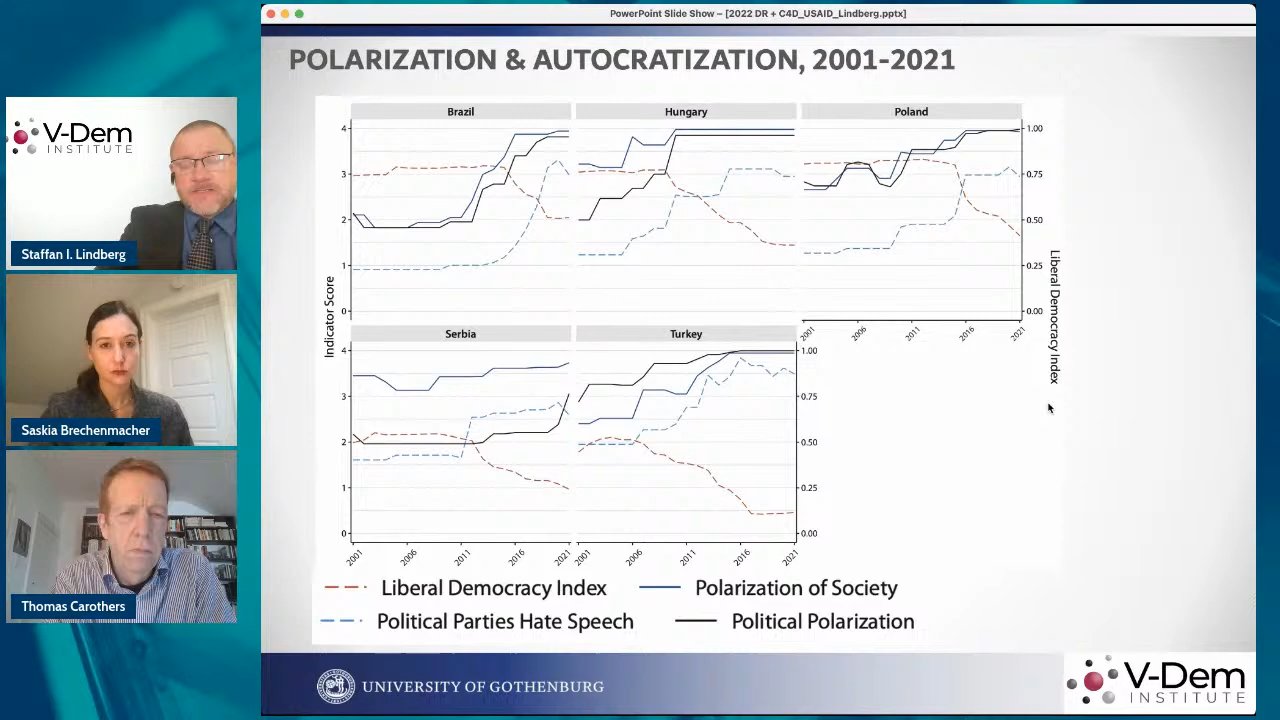 PowerPoint Slide Show – [2022 DR + C4D_USAID_Lindberg.pptx]
POLARIZATION & AUTOCRATIZATION, 2001-2021
V-Dem
INSTITUTE
Staffan I. Lindberg
Saskia Brechenmacher
Thomas Carothers
Brazil
Hungary
Poland
4
3
2
1
0
1.00
0.75
0.50
0.25
0.00
2001
2006
2011
2016
2021
Indicator Score
Liberal Democracy Index
Serbia
Turkey
4
3
2
1
0
1.00
0.75
0.50
0.25
0.00
2001
2006
2011
2016
2021
2001
2006
2011
2016
2021
Liberal Democracy Index
Polarization of Society
Political Parties Hate Speech
Political Polarization
UNIVERSITY OF GOTHENBURG
V-Dem
INSTITUTE